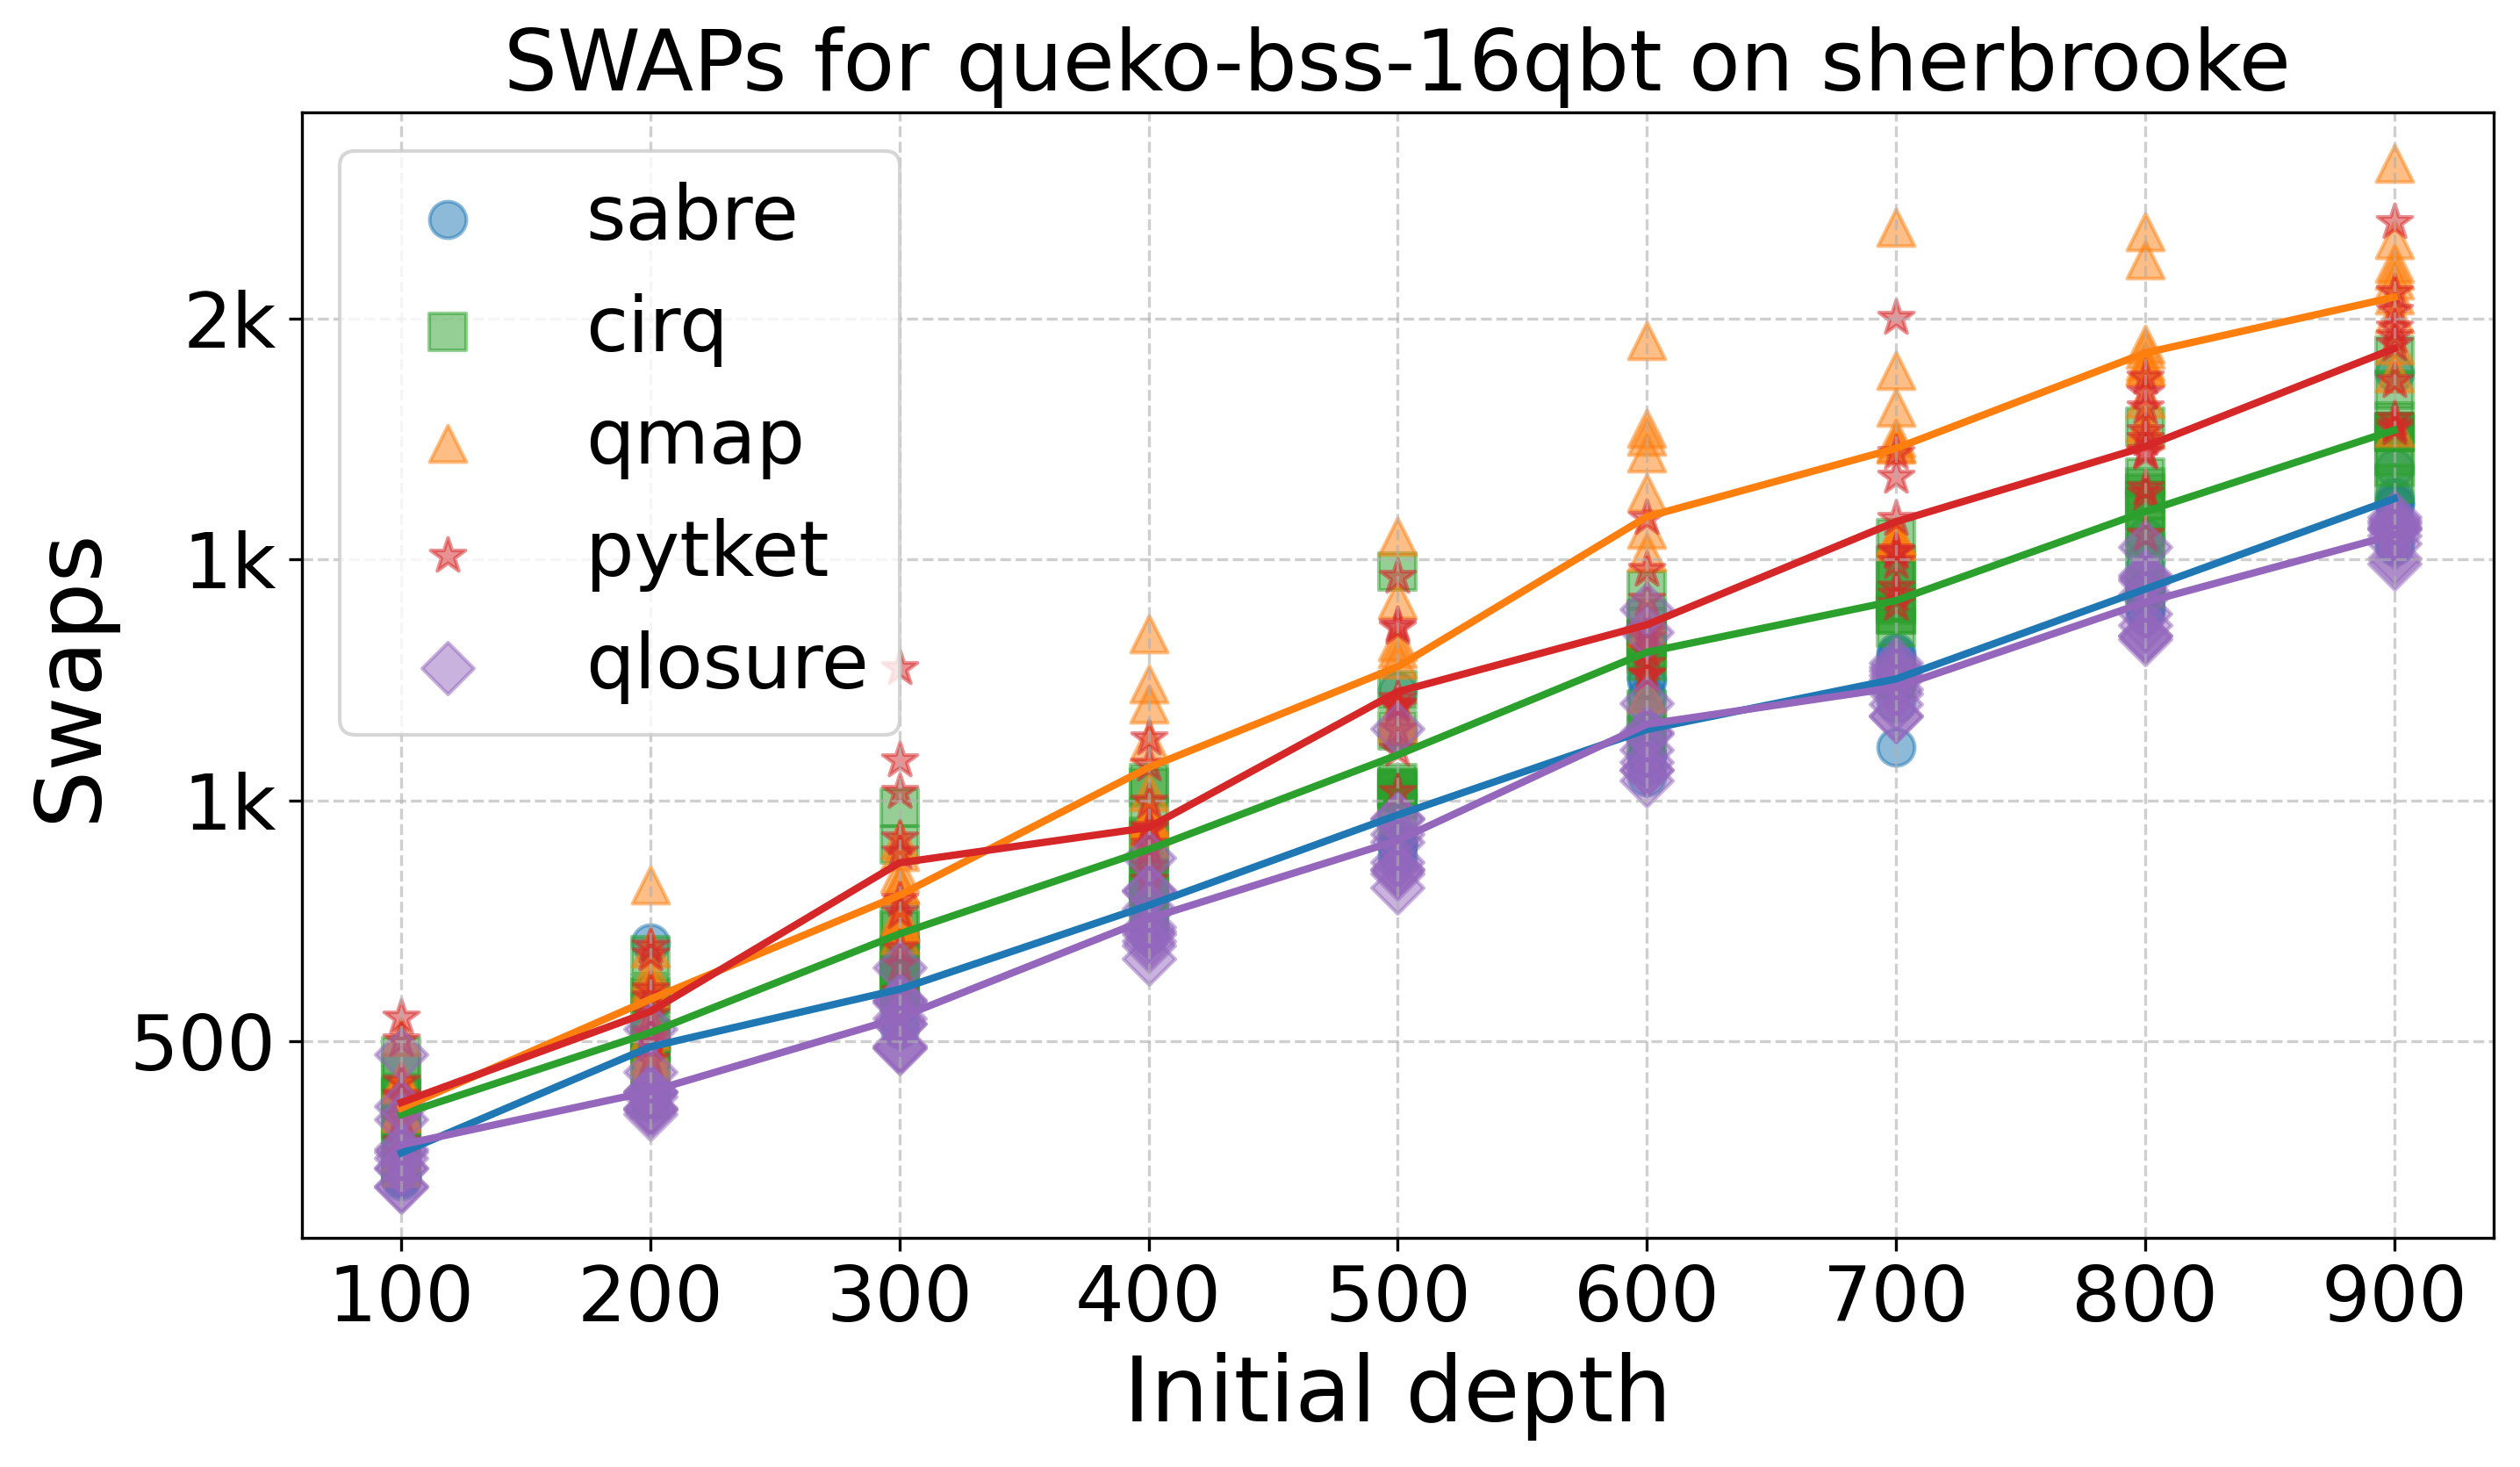 SWAPs for queko-bss-16qbt on sherbrooke
sabre
cirq
qmap
pytket
qlosure
2k
1k
1k
500
Swaps
100 200 300 400 500 600 700 800 900
Initial depth